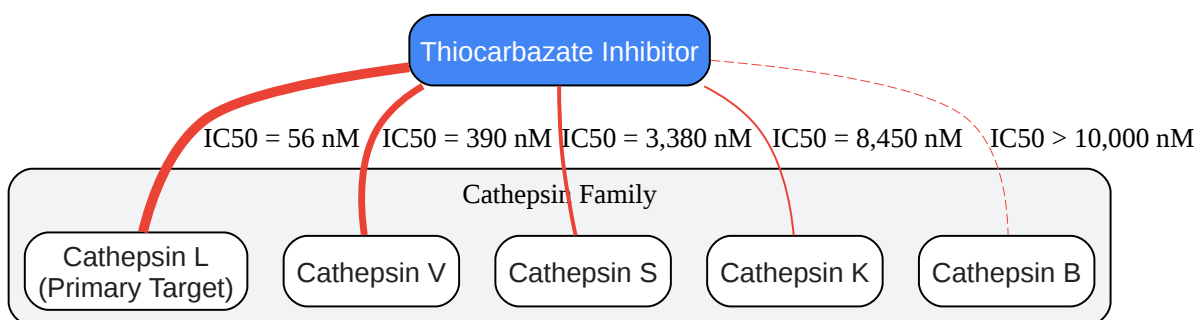 Thiocarbazate Inhibitor
IC50 = 56 nM
IC50 = 390 nM
IC50 = 3,380 nM
IC50 = 8,450 nM
IC50 > 10,000 nM
Cathepsin Family
Cathepsin L
(Primary Target)
Cathepsin V
Cathepsin S
Cathepsin K
Cathepsin B